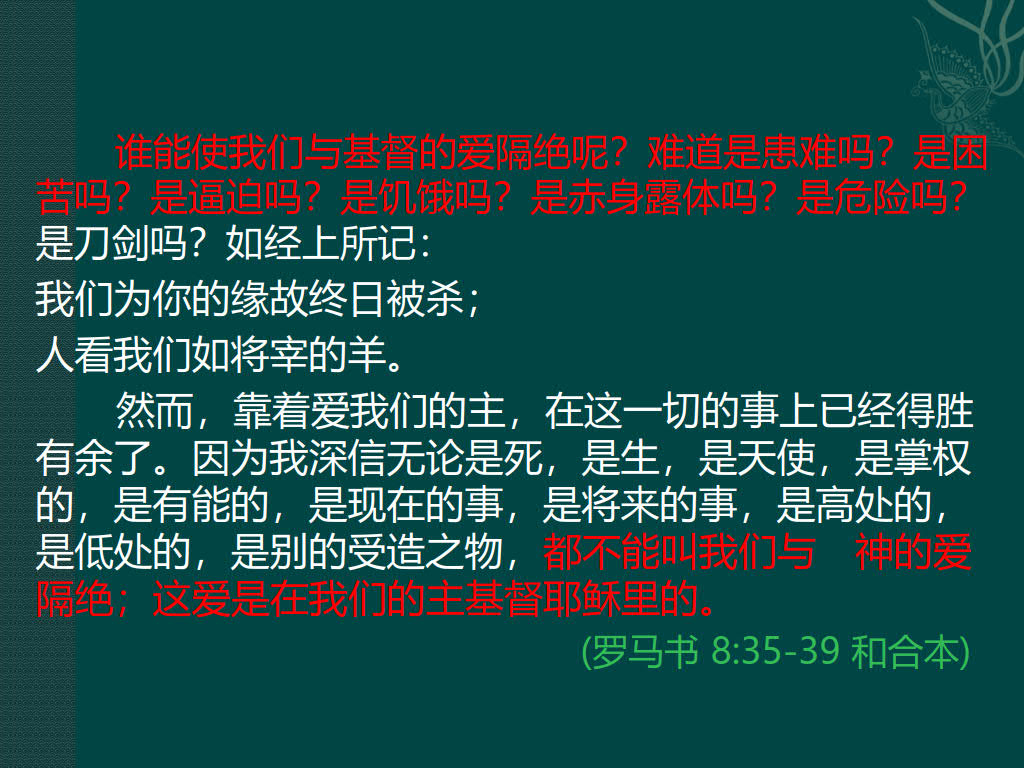 谁能使我们与基督的爱隔绝呢？难道是患难吗？是困
苦吗？是逼迫吗？是饥饿吗？是赤身露体吗？是危险吗？
是刀剑吗？如经上所记：
我们为你的缘故终日被杀；
人看我们如将宰的羊。
然而，靠着爱我们的主，在这一切的事上已经得胜
有余了。因为我深信无论是死，是生，是天使，是掌权
的，是有能的，是现在的事，是将来的事，是高处的，
是低处的，是别的受造之物，都不能叫我们与　神的爱
隔绝；这爱是在我们的主基督耶稣里的。
(罗马书 8:35-39 和合本)